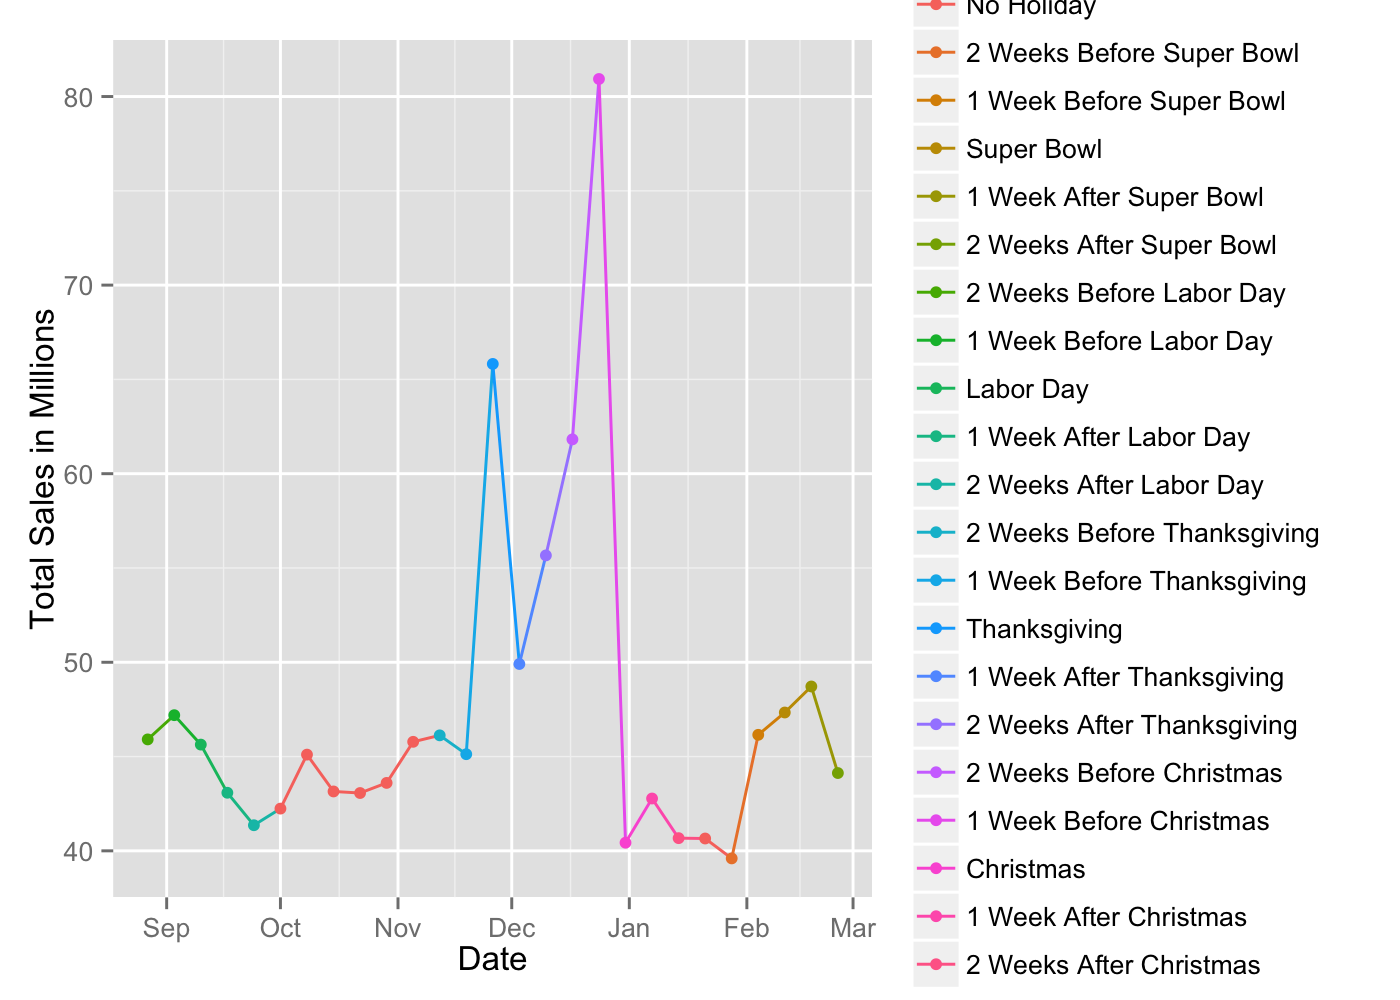 No Holiday
2 Weeks Before Super Bowl
1 Week Before Super Bowl
Super Bowl
1 Week After Super Bowl
2 Weeks After Super Bowl
2 Weeks Before Labor Day
1 Week Before Labor Day
Labor Day
1 Week After Labor Day
2 Weeks After Labor Day
2 Weeks Before Thanksgiving
1 Week Before Thanksgiving
Thanksgiving
1 Week After Thanksgiving
2 Weeks After Thanksgiving
2 Weeks Before Christmas
1 Week Before Christmas
Christmas
1 Week After Christmas
2 Weeks After Christmas
Total Sales in Millions
80
70
60
50
40
Sep Oct Nov Dec Jan Feb Mar
Date